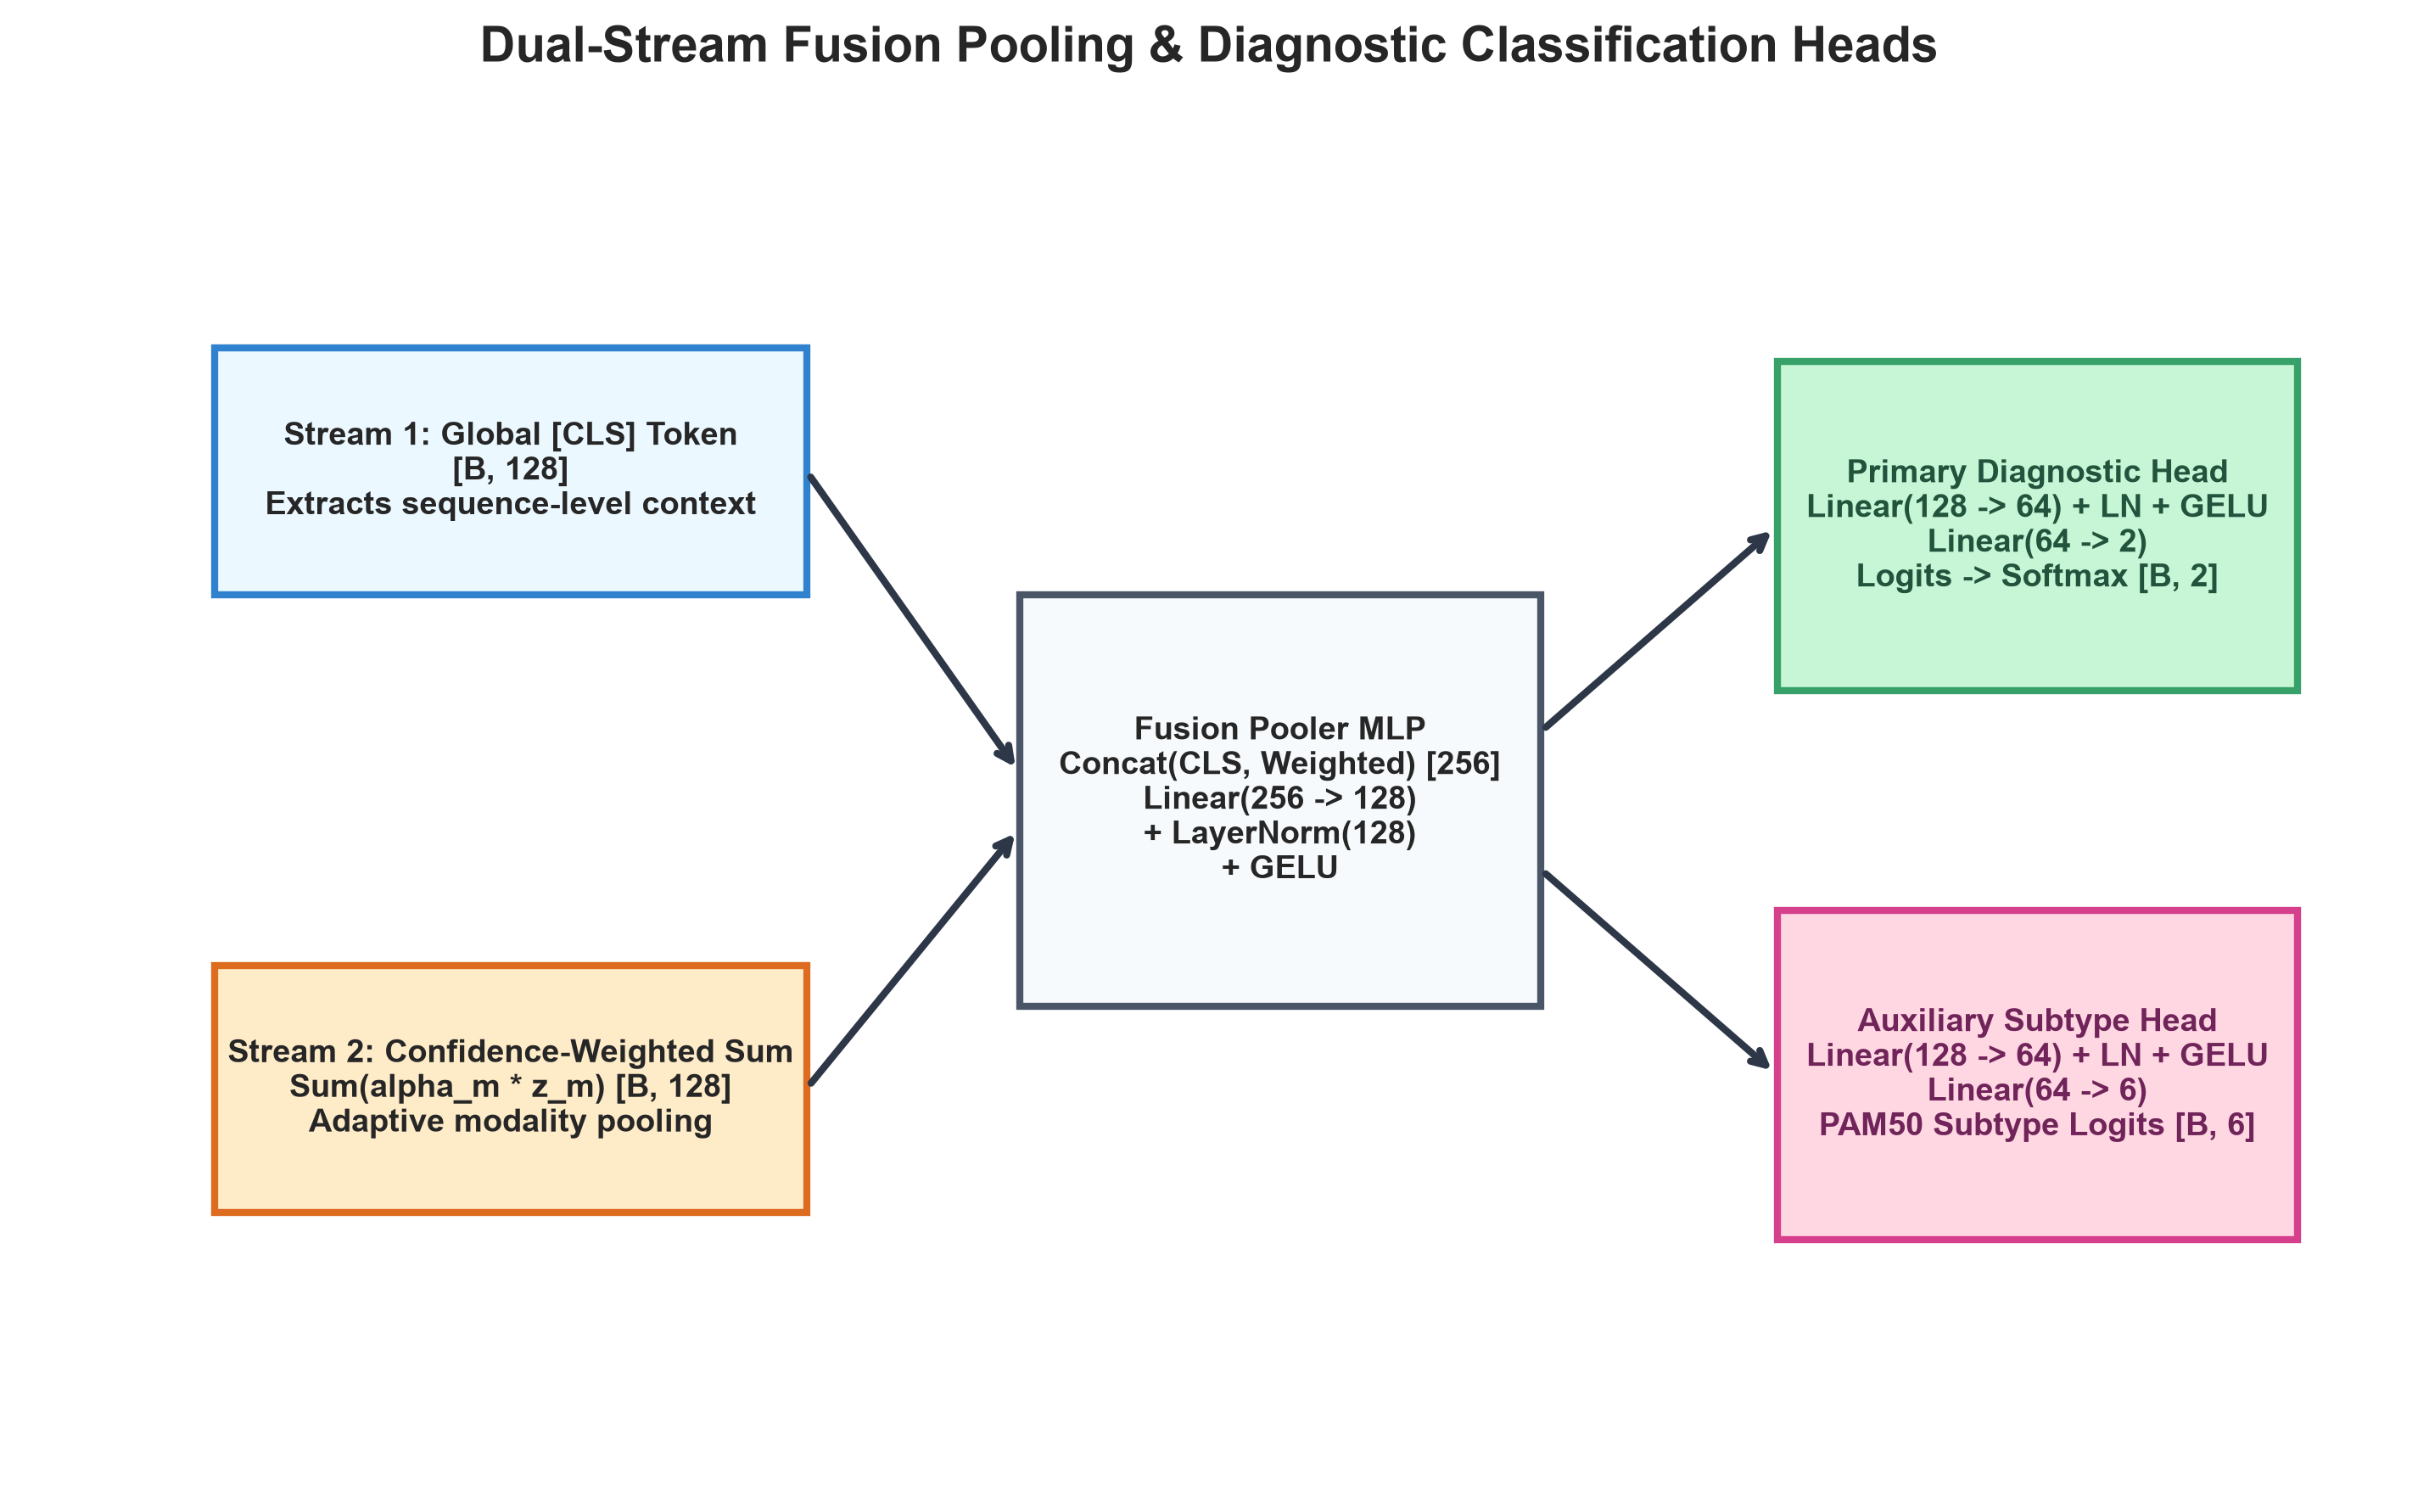 Dual-Stream Fusion Pooling & Diagnostic Classification Heads
Stream 1: Global [CLS] Token
[B, 128]
Extracts sequence-level context
Stream 2: Confidence-Weighted Sum
Sum(alpha_m * z_m) [B, 128]
Adaptive modality pooling
Fusion Pooler MLP
Concat(CLS, Weighted) [256]
Linear(256 -> 128)
+ LayerNorm(128)
+ GELU
Primary Diagnostic Head
Linear(128 -> 64) + LN + GELU
Linear(64 -> 2)
Logits -> Softmax [B, 2]
Auxiliary Subtype Head
Linear(128 -> 64) + LN + GELU
Linear(64 -> 6)
PAM50 Subtype Logits [B, 6]